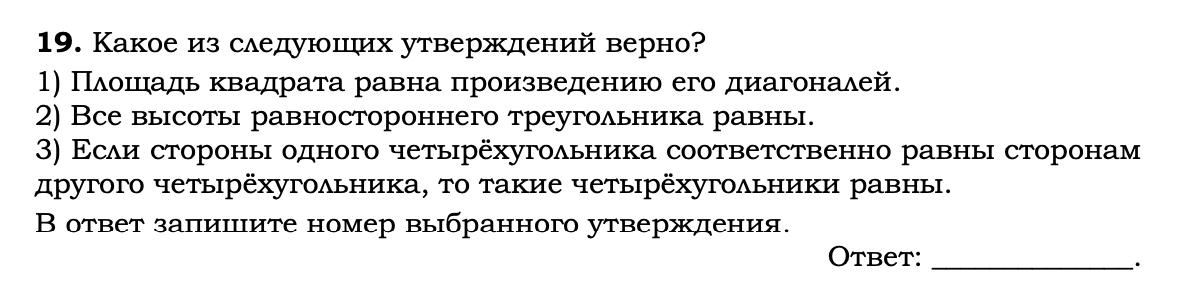 19. Какое из следующих утверждений верно?
1) Площадь квадрата равна произведению его диагоналей.
2) Все высоты равностороннего треугольника равны.
3) Если стороны одного четырёхугольника соответственно равны сторонам
другого четырёхугольника, то такие четырёхугольники равны.
В ответ запишите номер выбранного утверждения.
Ответ: ______________.